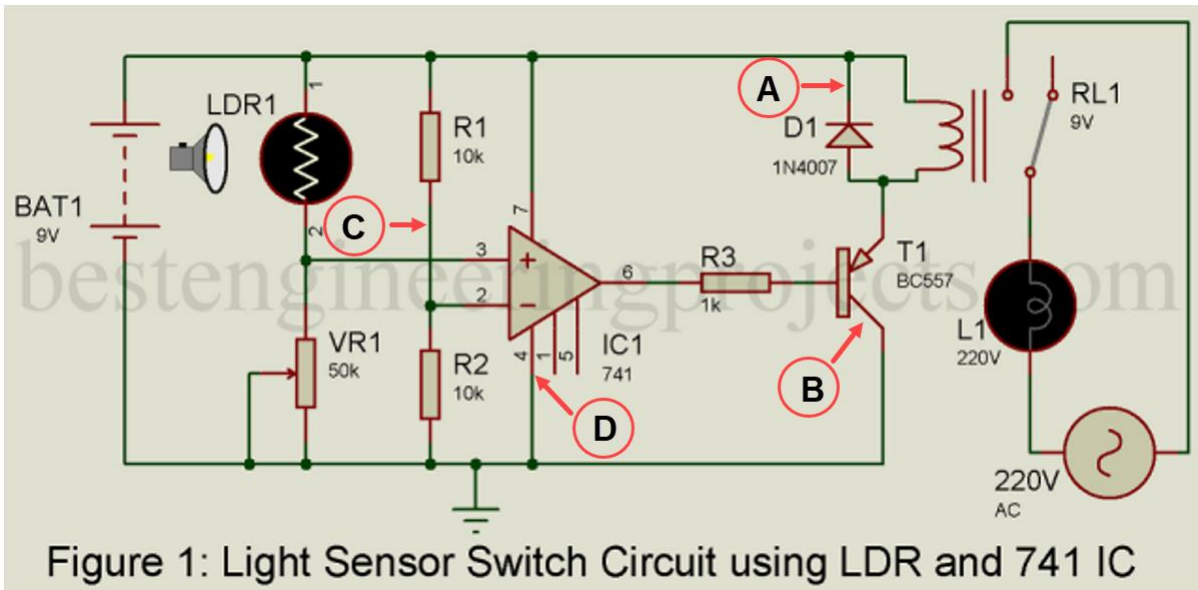 LDR1
1
2
BAT1
9V
R1
10k
C
VR1
50k
R2
10k
7
3
+
2
−
4
1
5
6
IC1
741
D
R3
1k
A
D1
1N4007
T1
BC557
B
RL1
9V
L1
220V
220V
AC
bestengineeringprojects.com
Figure 1: Light Sensor Switch Circuit using LDR and 741 IC